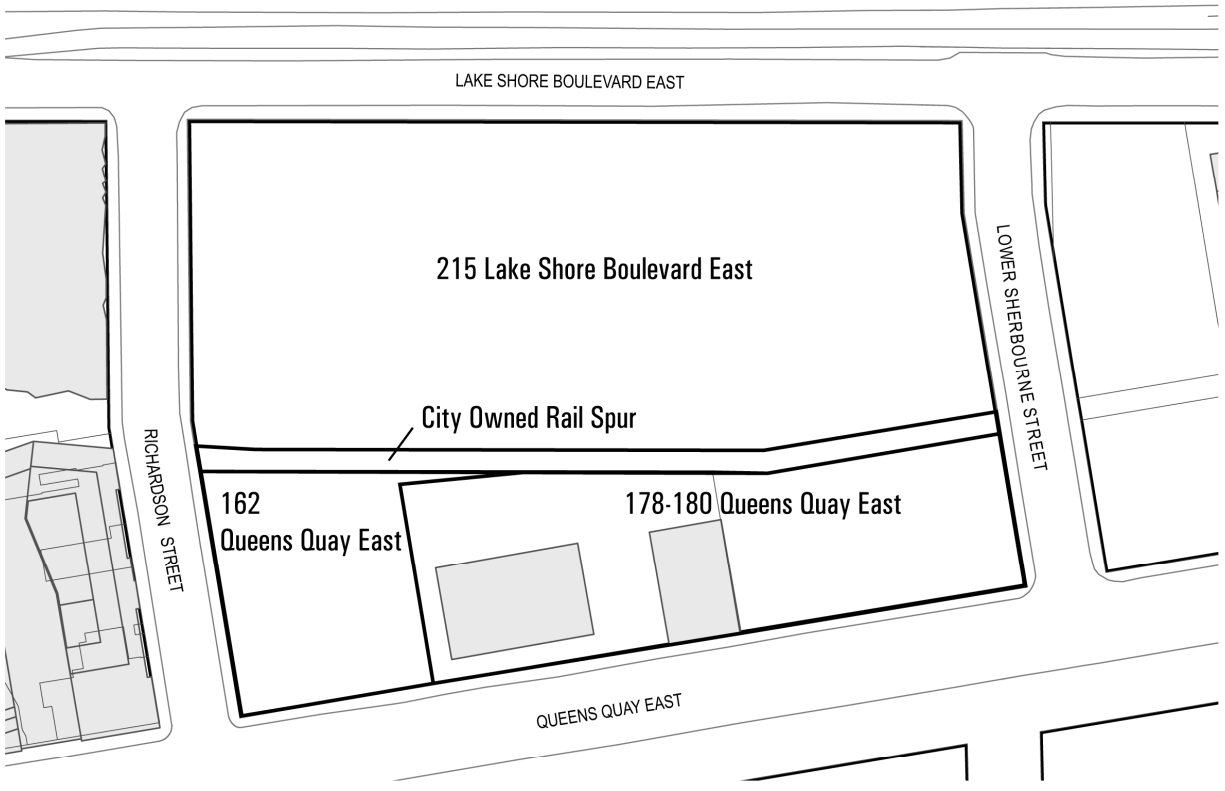 LAKE SHORE BOULEVARD EAST
215 Lake Shore Boulevard East
LOWER SHERBOURNE STREET
City Owned Rail Spur
RICHARDSON STREET
162
Queens Quay East
178-180 Queens Quay East
QUEENS QUAY EAST